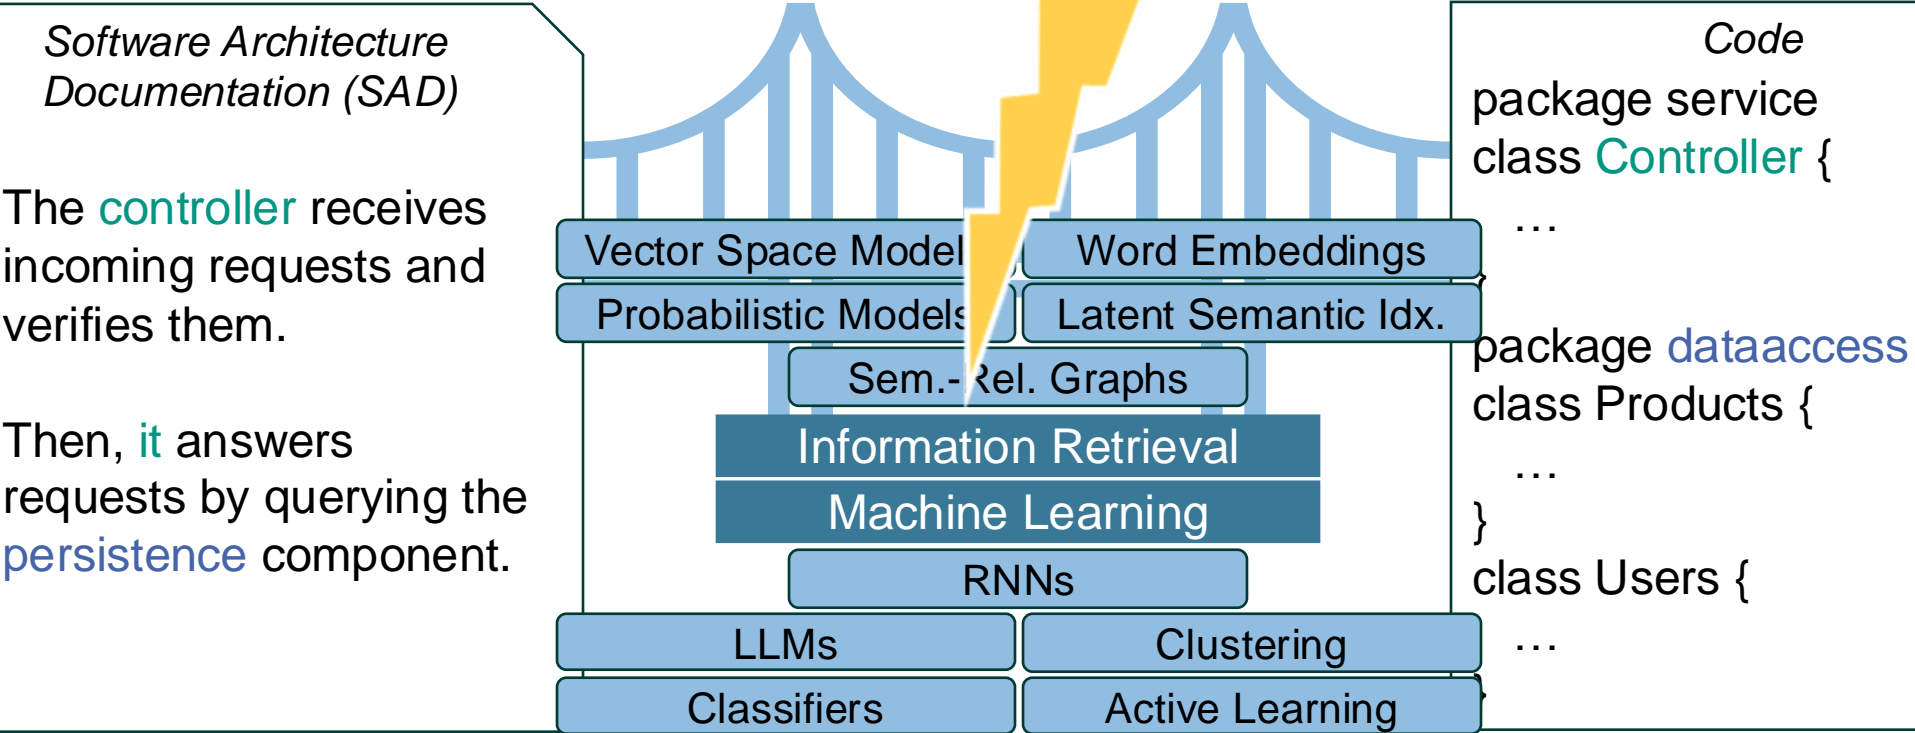 Software Architecture
Documentation (SAD)
The controller receives
incoming requests and
verifies them.
Then, it answers
requests by querying the
persistence component.
Vector Space Model
Word Embeddings
Probabilistic Models
Latent Semantic Idx.
Sem.-Rel. Graphs
Information Retrieval
Machine Learning
RNNs
LLMs
Clustering
Classifiers
Active Learning
Code
package service
class Controller {
…
}
package dataaccess
class Products {
…
}
class Users {
…
}